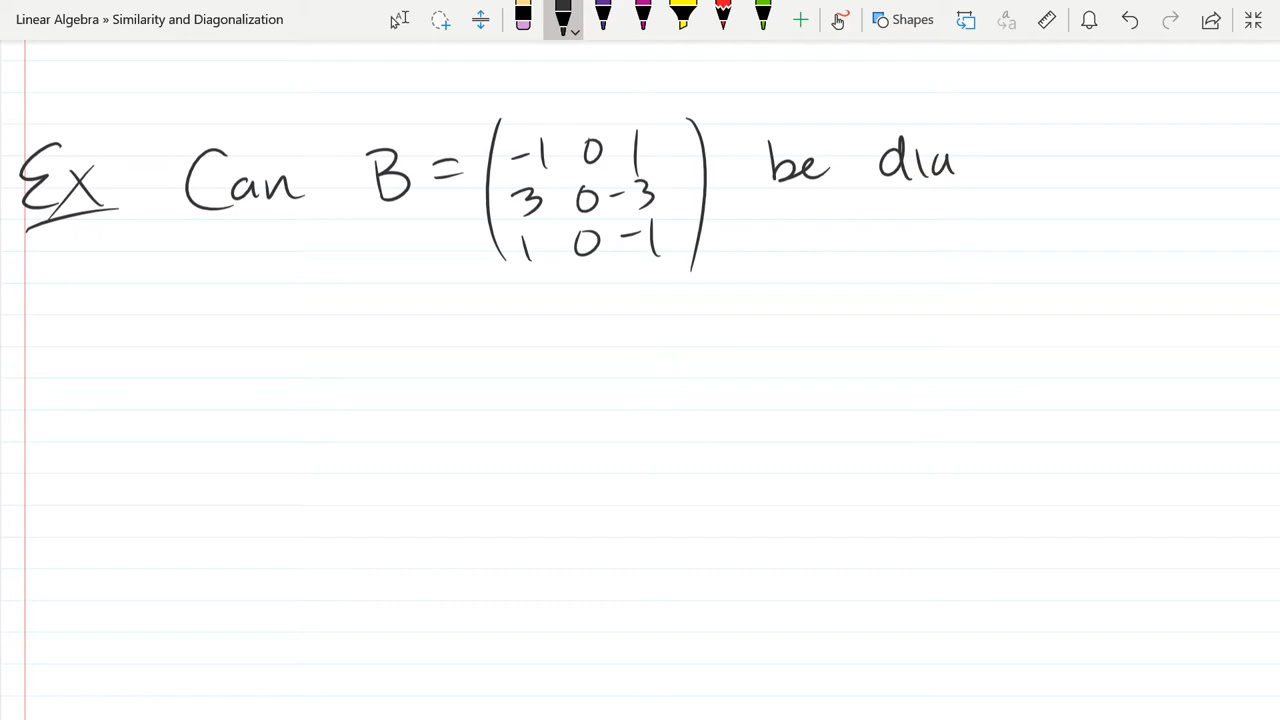 Linear Algebra » Similarity and Diagonalization Shapes
Ex Can B = (-1 0 1 be dia
3 0 -3
1 0 -1)